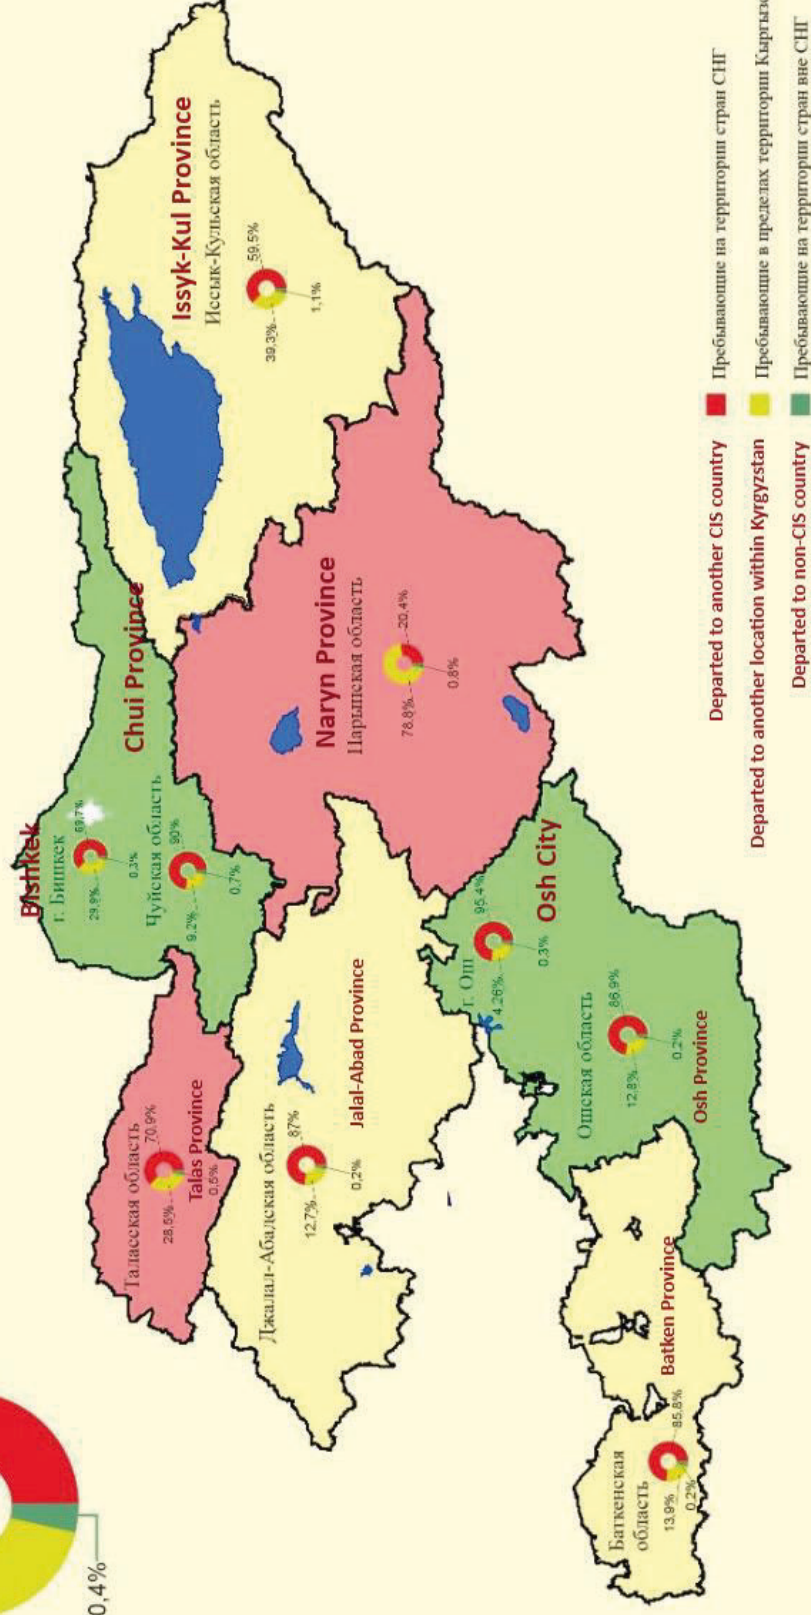 0,4%
Bishkek
г. Бишкек
69,7%
29,9%
0,3%
Chui Province
Чуйская область
90%
9,2%
0,7%
Issyk-Kul Province
Иссык-Кульская область
59,5%
39,3%
1,1%
Talas Province
Таласская область
70,9%
28,5%
0,5%
Naryn Province
Нарынская область
20,4%
78,8%
0,8%
Джалал-Абадская область
Jalal-Abad Province
87%
12,7%
0,2%
г. Ош
Osh City
95,4%
4,26%
0,3%
Ошская область
Osh Province
86,9%
12,8%
0,2%
Баткенская
область
Batken Province
85,8%
13,9%
0,2%
Departed to another CIS country
Пребывающие на территории стран СНГ
Departed to another location within Kyrgyzstan
Пребывающие в пределах территории
Departed to non-CIS country
Пребывающие на территории стран вне СНГ